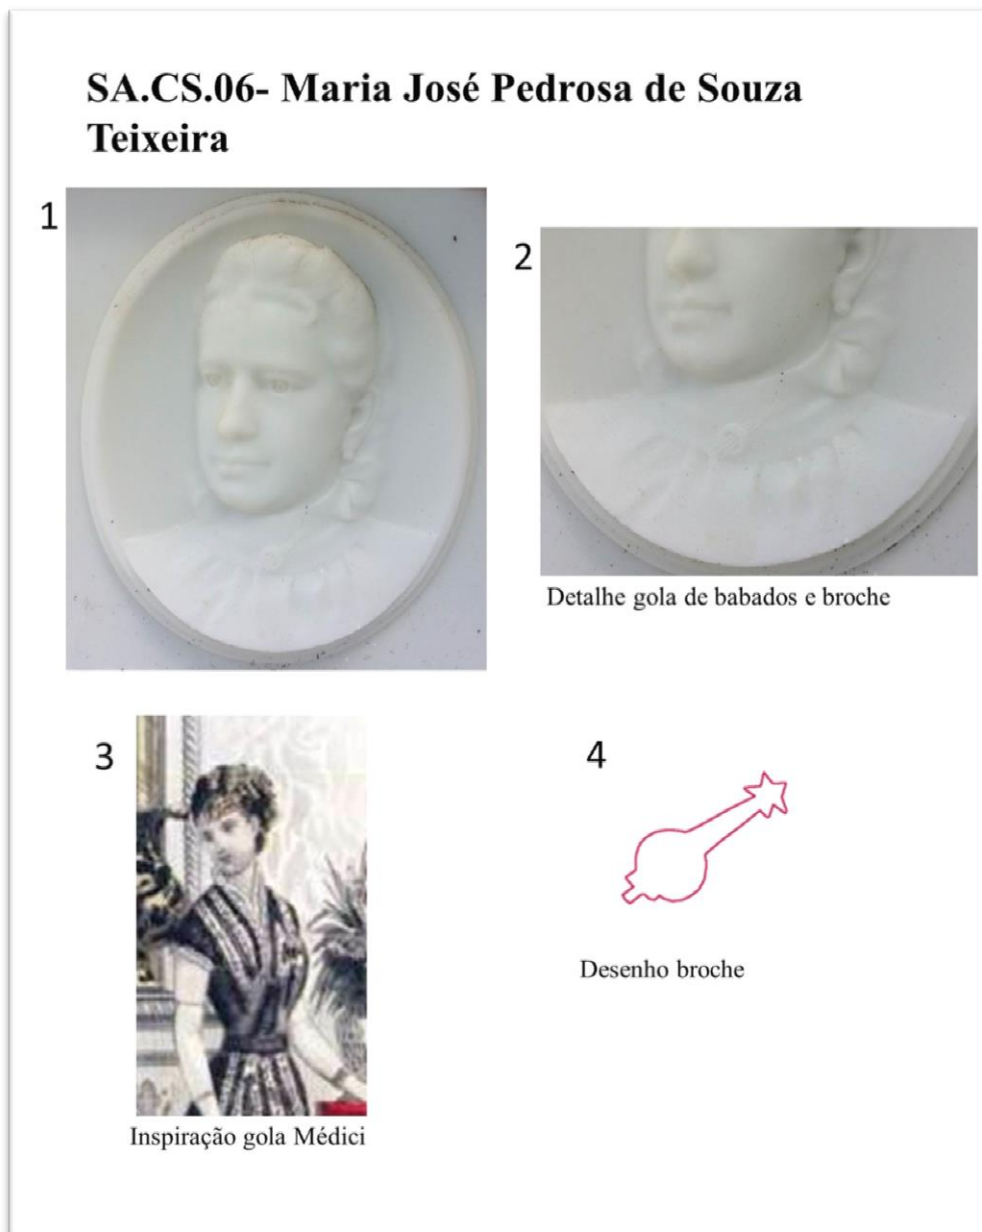 SA.CS.06- Maria José Pedrosa de Souza
Teixeira
1
2
Detalhe gola de babados e broche
3
4
Desenho broche
Inspiração gola Médici